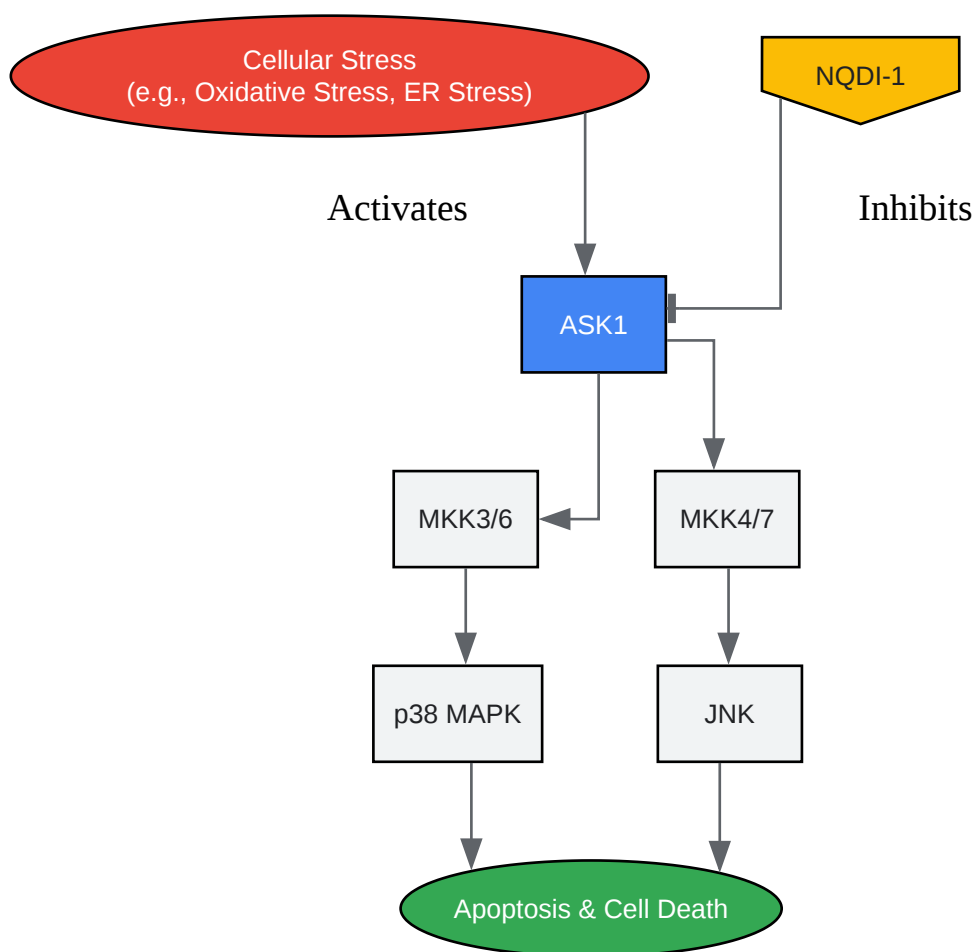 Cellular Stress
(e.g., Oxidative Stress, ER Stress)
NQDI-1
Activates
Inhibits
ASK1
MKK3/6
MKK4/7
p38 MAPK
JNK
Apoptosis & Cell Death